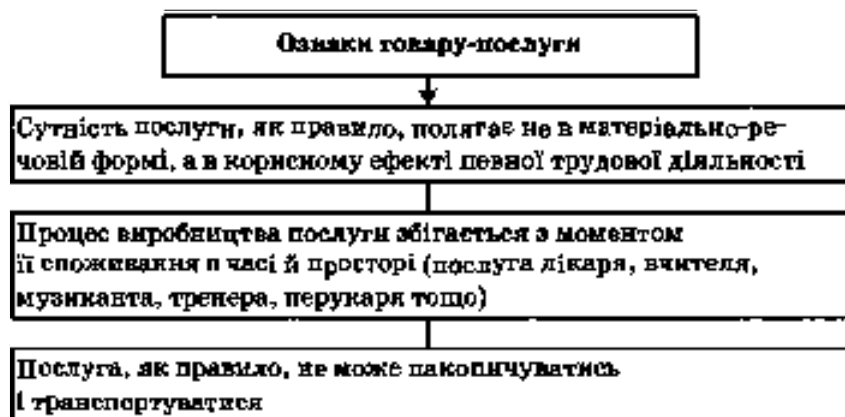 Ознаки товару-послуги
Сутність послуги, як правило, полягає не в матеріально-ре-
човій формі, а в корисному ефекті певної трудової діяльності
Процес виробництва послуги збігається з моментом
її споживання в часі й просторі (послуга лікаря, вчителя,
музиканта, тренера, перукаря тощо)
Послуга, як правило, не може накопичуватись
і транспортуватися